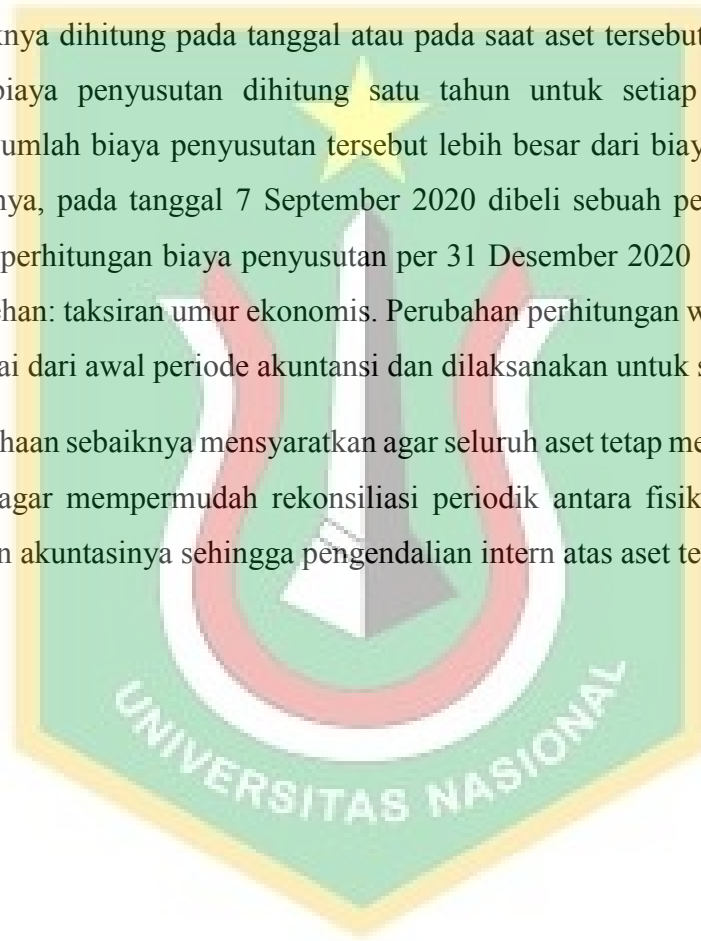 nya dihitung pada tanggal atau pada saat aset tersebut
biaya penyusutan dihitung satu tahun untuk setiap
umlah biaya penyusutan tersebut lebih besar dari biay
nya, pada tanggal 7 September 2020 dibeli sebuah pe
perhitungan biaya penyusutan per 31 Desember 2020
ehan: taksiran umur ekonomis. Perubahan perhitungan w
ai dari awal periode akuntansi dan dilaksanakan untuk s
haan sebaiknya mensyaratkan agar seluruh aset tetap me
agar mempermudah rekonsiliasi periodik antara fisik
n akuntasinya sehingga pengendalian intern atas aset te
UNIVERSITAS NASIONAL